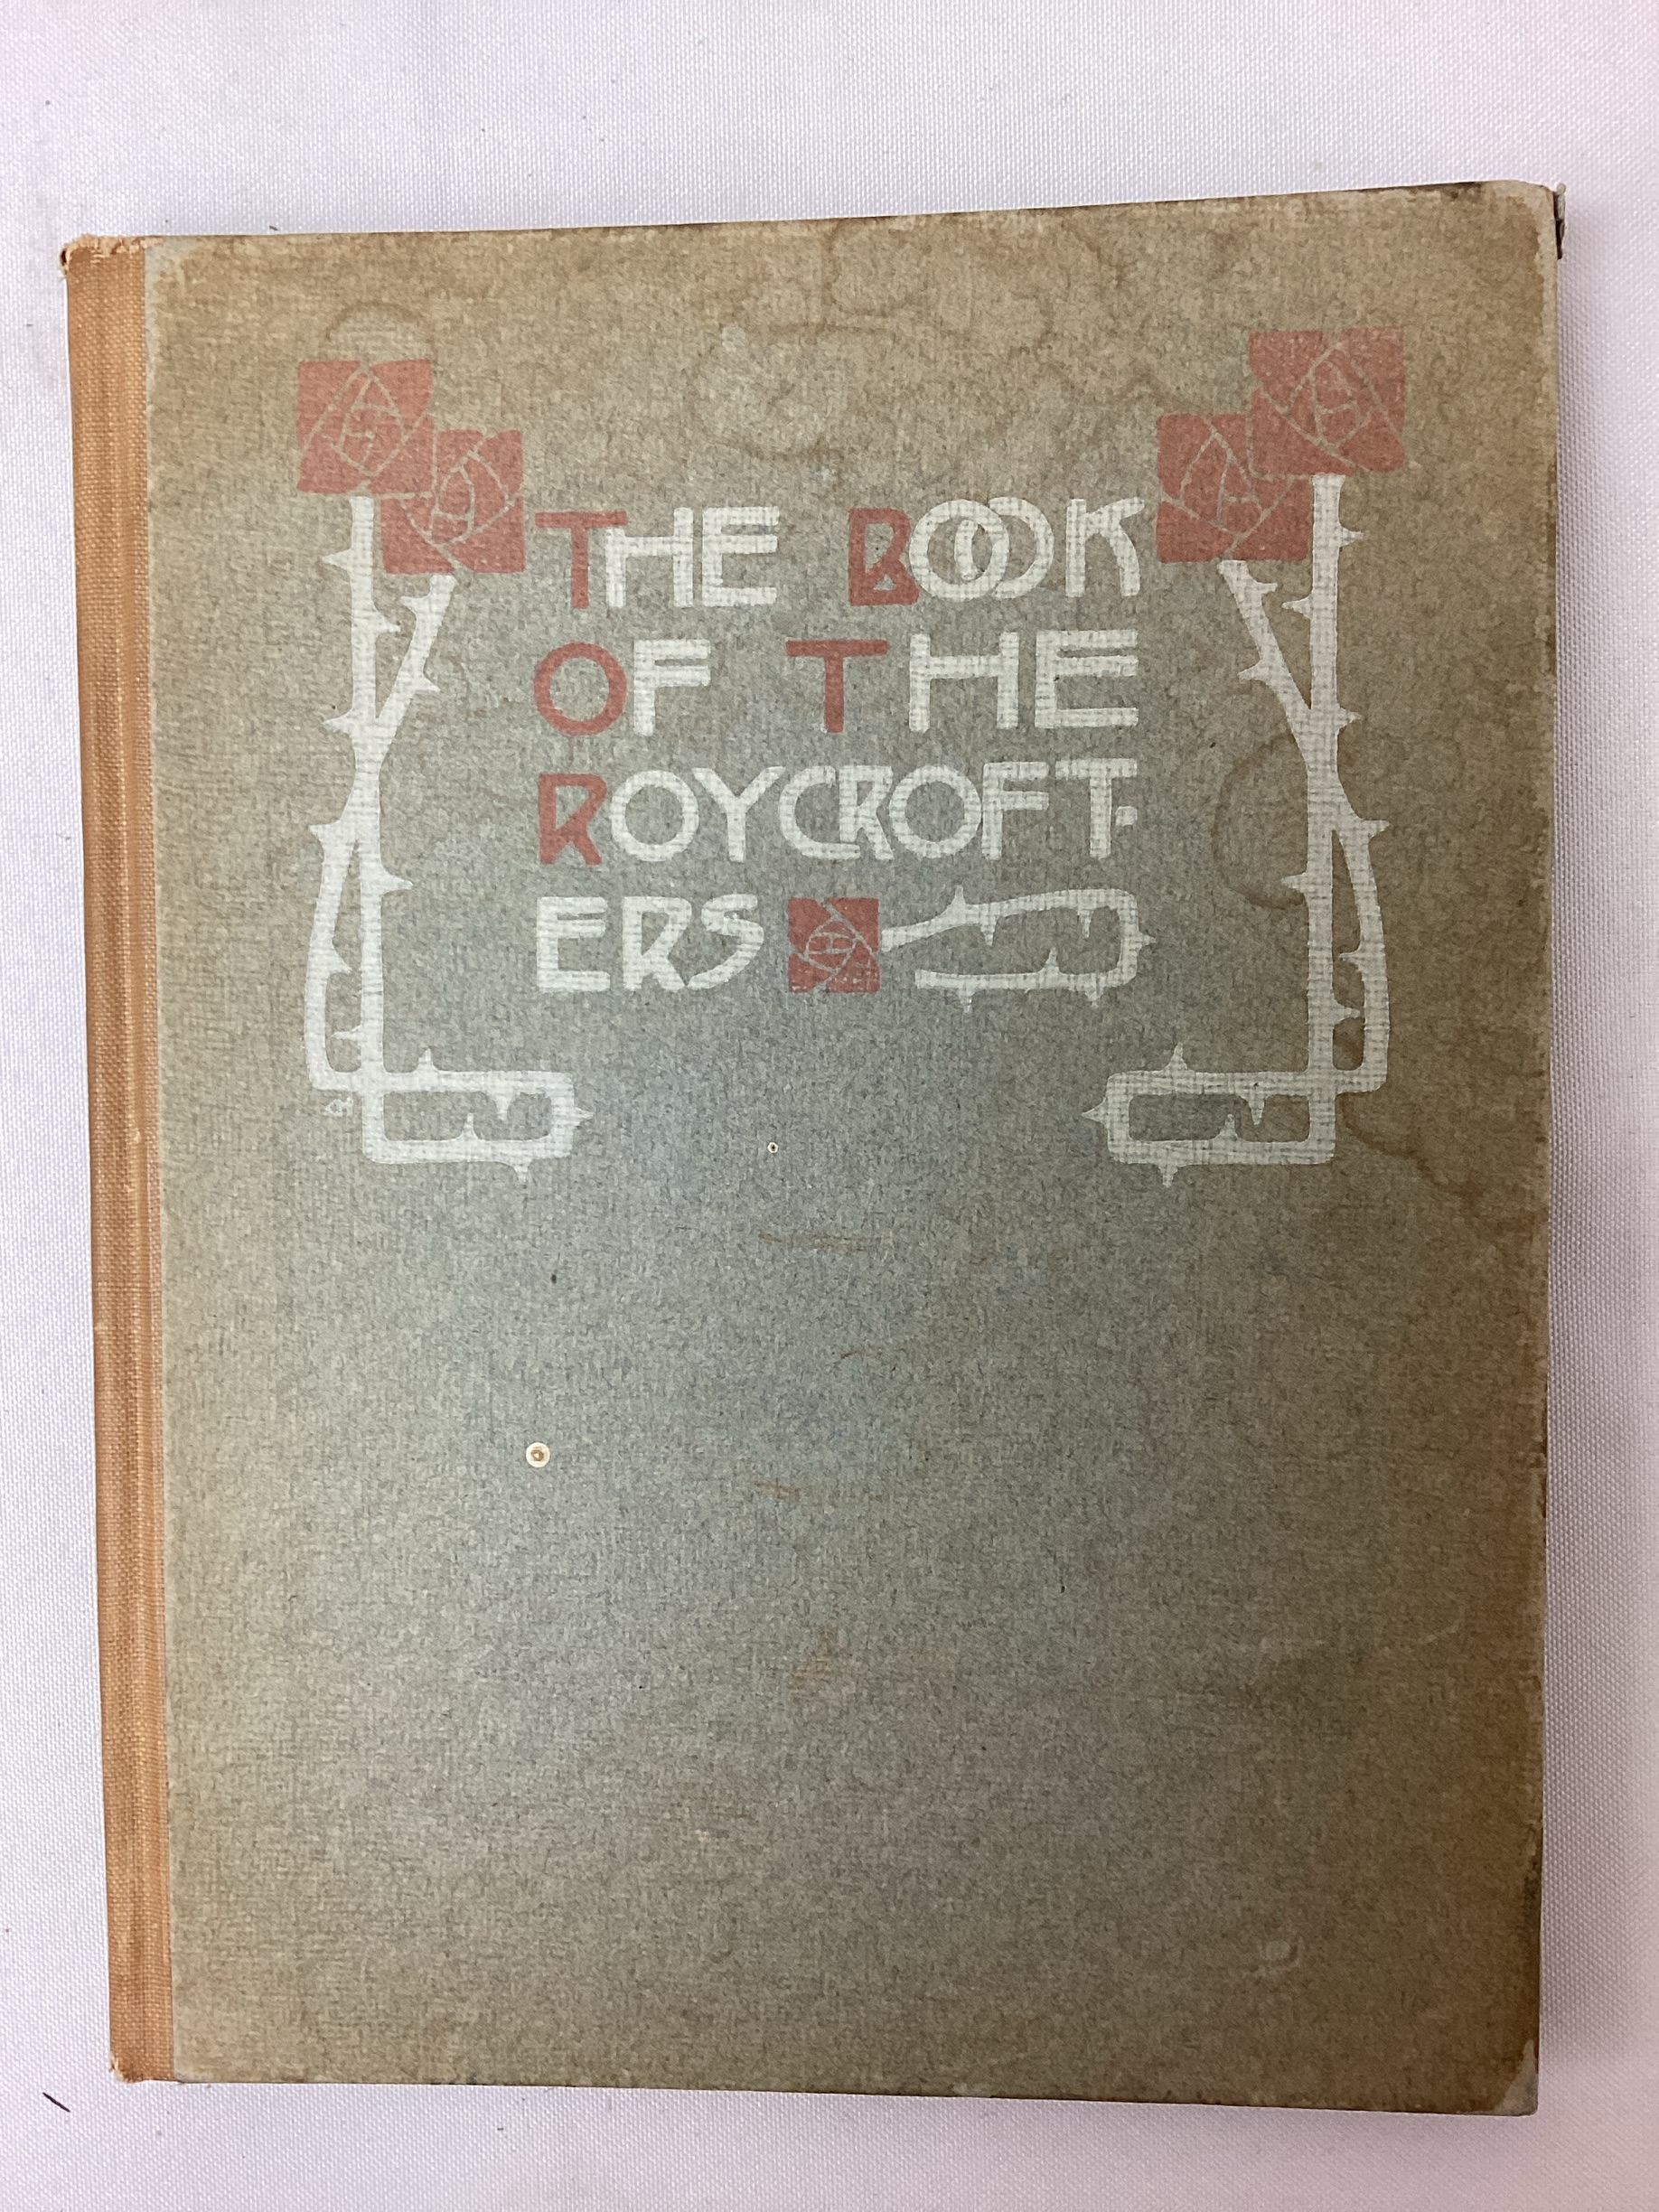 THE BOOK
OF THE
ROYCROFT-
ERS